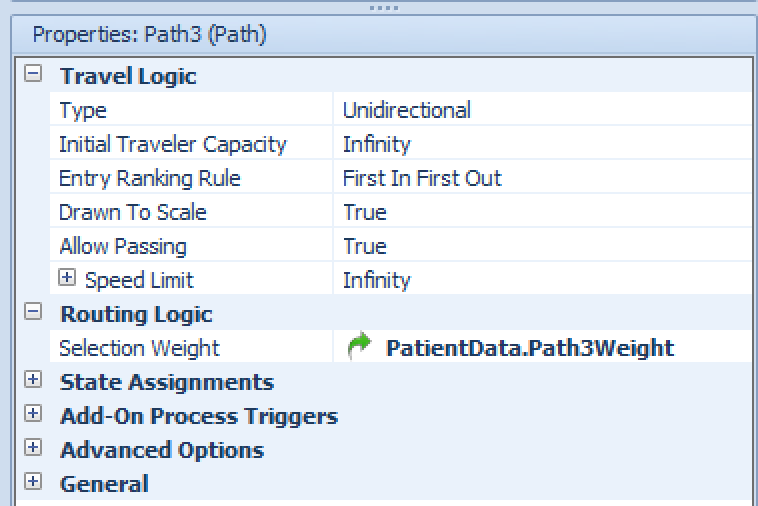 Properties: Path3 (Path)
Travel Logic
Type Unidirectional
Initial Traveler Capacity Infinity
Entry Ranking Rule First In First Out
Drawn To Scale True
Allow Passing True
Speed Limit Infinity
Routing Logic
Selection Weight PatientData.Path3Weight
State Assignments
Add-On Process Triggers
Advanced Options
General